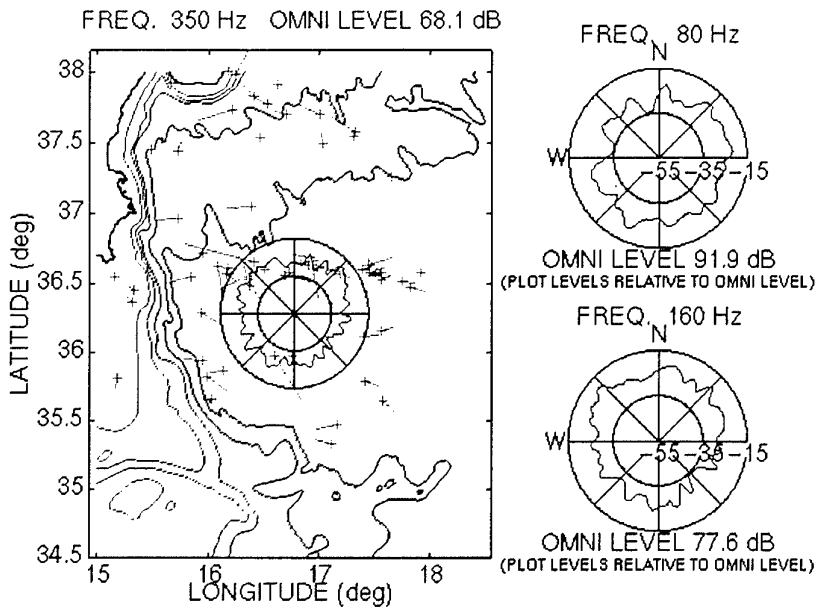 FREQ. 350 Hz OMNI LEVEL 68.1 dB
38
37.5
37
36.5
36
35.5
35
34.5
LATITUDE (deg)
15
16
17
18
LONGITUDE (deg)
FREQ. 80 Hz
N
W
-55 -35 -15
OMNI LEVEL 91.9 dB
(PLOT LEVELS RELATIVE TO OMNI LEVEL)
FREQ. 160 Hz
N
W
-55 -35 -15
OMNI LEVEL 77.6 dB
(PLOT LEVELS RELATIVE TO OMNI LEVEL)